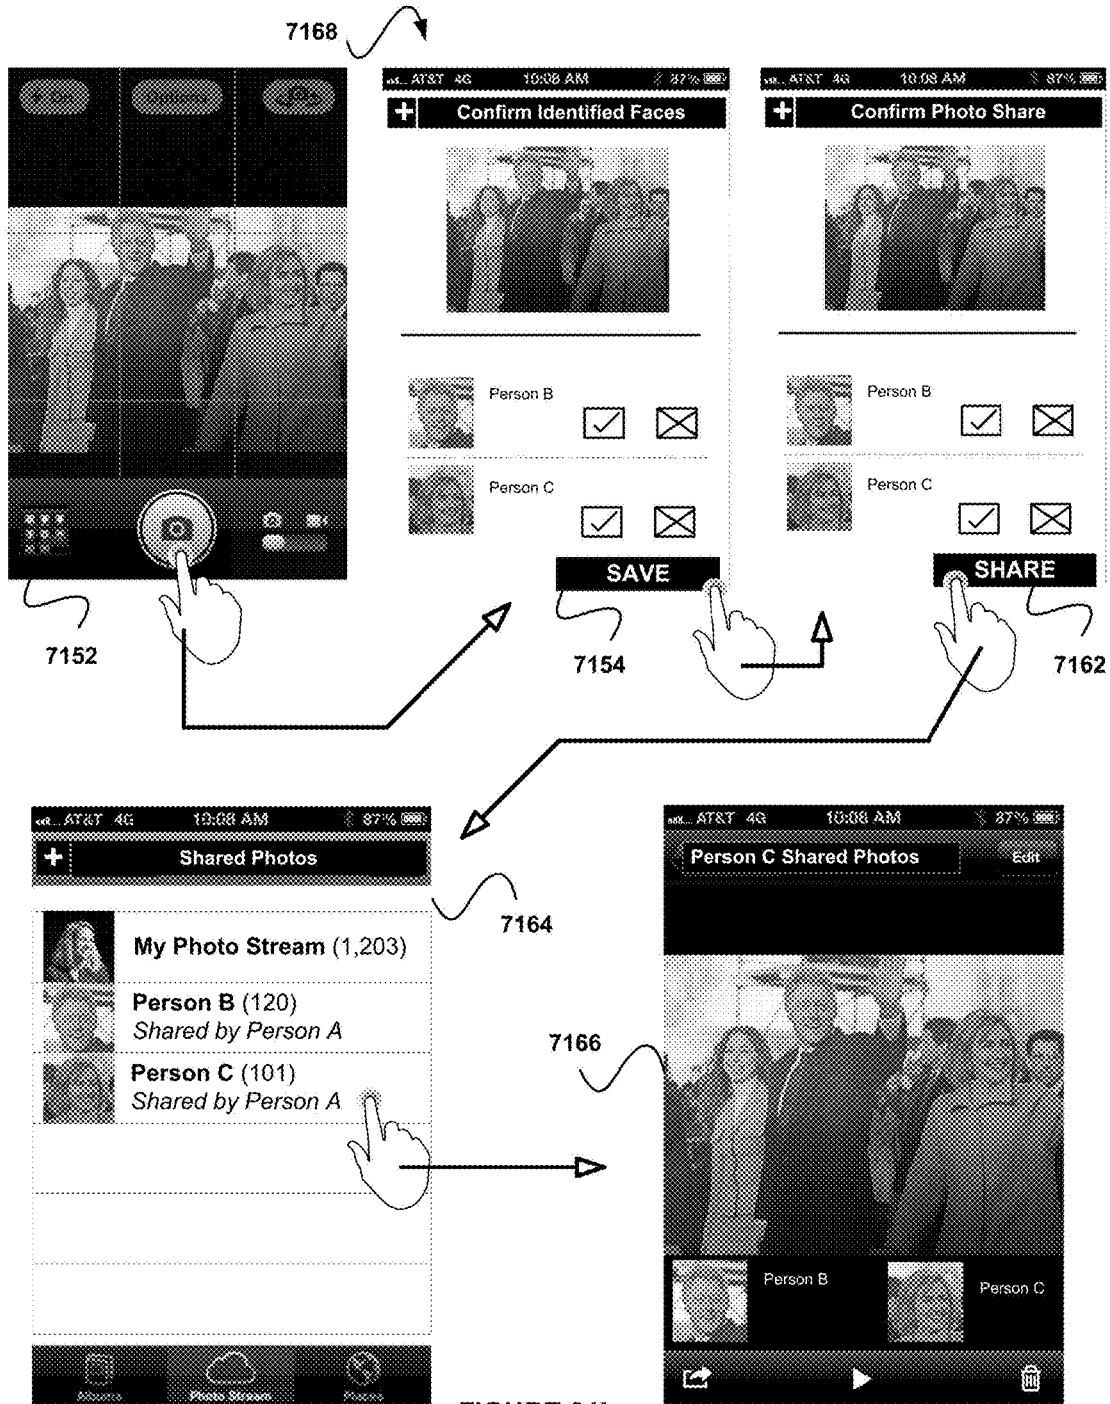 7168
AT&T 4G 10:08 AM 87%
Confirm Identified Faces
Person B
Person C
SAVE
AT&T 4G 10:08 AM 87%
Confirm Photo Share
Person B
Person C
SHARE
Options
7152
7154
7162
AT&T 4G 10:08 AM 87%
Shared Photos
7164
My Photo Stream (1,203)
Person B (120)
Shared by Person A
Person C (101)
Shared by Person A
Albums Photo Stream Places
7166
AT&T 4G 10:08 AM 87%
Person C Shared Photos Edit
Person B
Person C